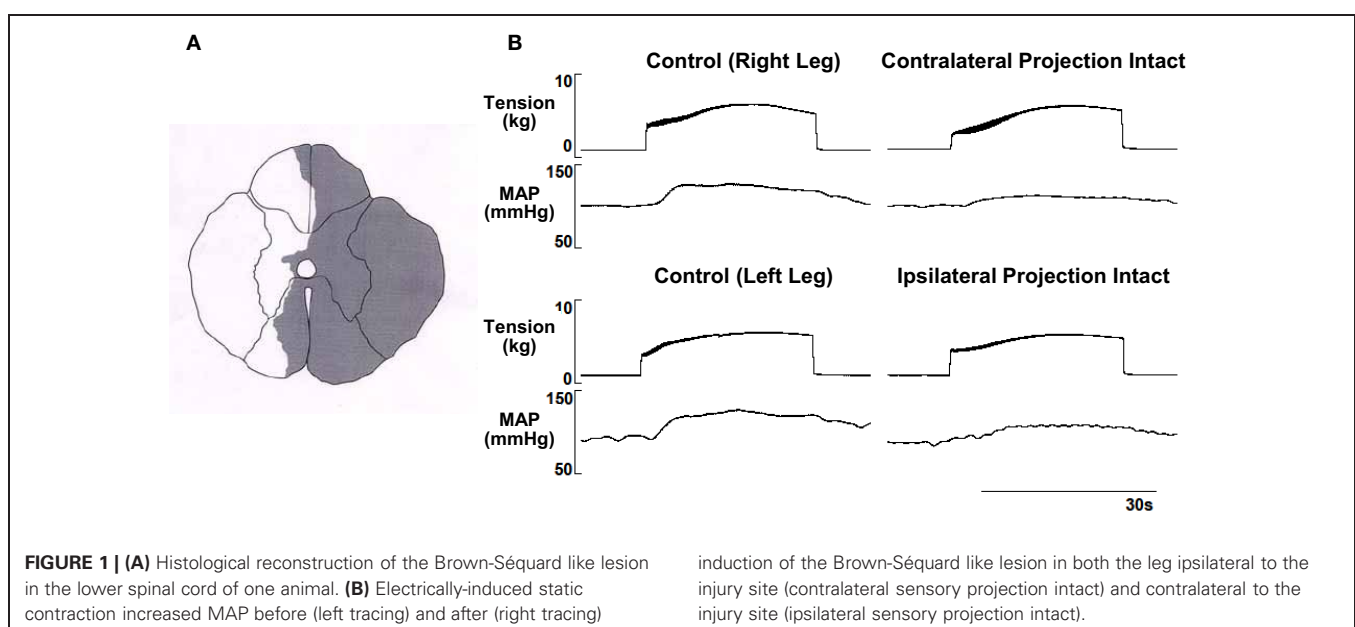 A
B
Control (Right Leg)
Contralateral Projection Intact
10
Tension
(kg)
0
150
MAP
(mmHg)
50
Control (Left Leg)
Ipsilateral Projection Intact
10
Tension
(kg)
0
150
MAP
(mmHg)
50
30s
FIGURE 1 | (A) Histological reconstruction of the Brown-Séquard like lesion
in the lower spinal cord of one animal. (B) Electrically-induced static
contraction increased MAP before (left tracing) and after (right tracing)
induction of the Brown-Séquard like lesion in both the leg ipsilateral to the
injury site (contralateral sensory projection intact) and contralateral to the
injury site (ipsilateral sensory projection intact).